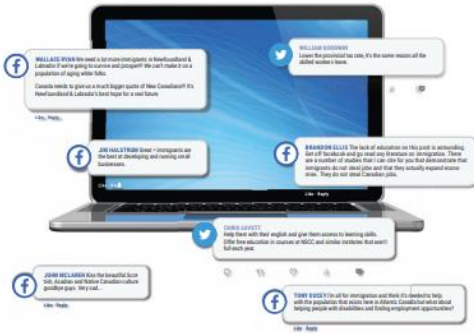 WALLACE RYAN We need a lot more immigrants in Newfoundland &
Labrador if we're going to survive and prosper!! We can't make it on a
population of aging white folks.
Canada needs to give us a much bigger quota of New Canadians!!! It's
Newfoundland & Labrador's best hope for a real future
Like . Reply .
WILLIAM GOODWIN
Lower the provincial tax rate, it's the same reason all the
skilled workers leave.
JIM HALSTRUM Great - immigrants are
the best at developing and running small
businesses.
Like
BRANDON ELLIS The lack of education on this post is astounding.
Get off facebook and go read any literature on immigration. There
are a number of studies that I can cite for you that demonstrate that
immigrants do not steal jobs and that they actually expand econo-
mies. They do not steal Canadian jobs.
Like · Reply
CHRIS LOVETT
Help them with their english and give them access to learning skills.
Offer free education in courses at NSCC and similar institutes that aren't
full each year.
JOHN MCLAREN Kiss the beautiful Scot-
tish, Acadian and Native Canadian culture
goodbye guys. Very sad...
Like · Reply
TONY DUCEY I'm all for immigration and think it's needed to help
with the population that exists here in Atlantic Canada but what about
helping people with disabilities and finding employment opportunities?
Like · Reply